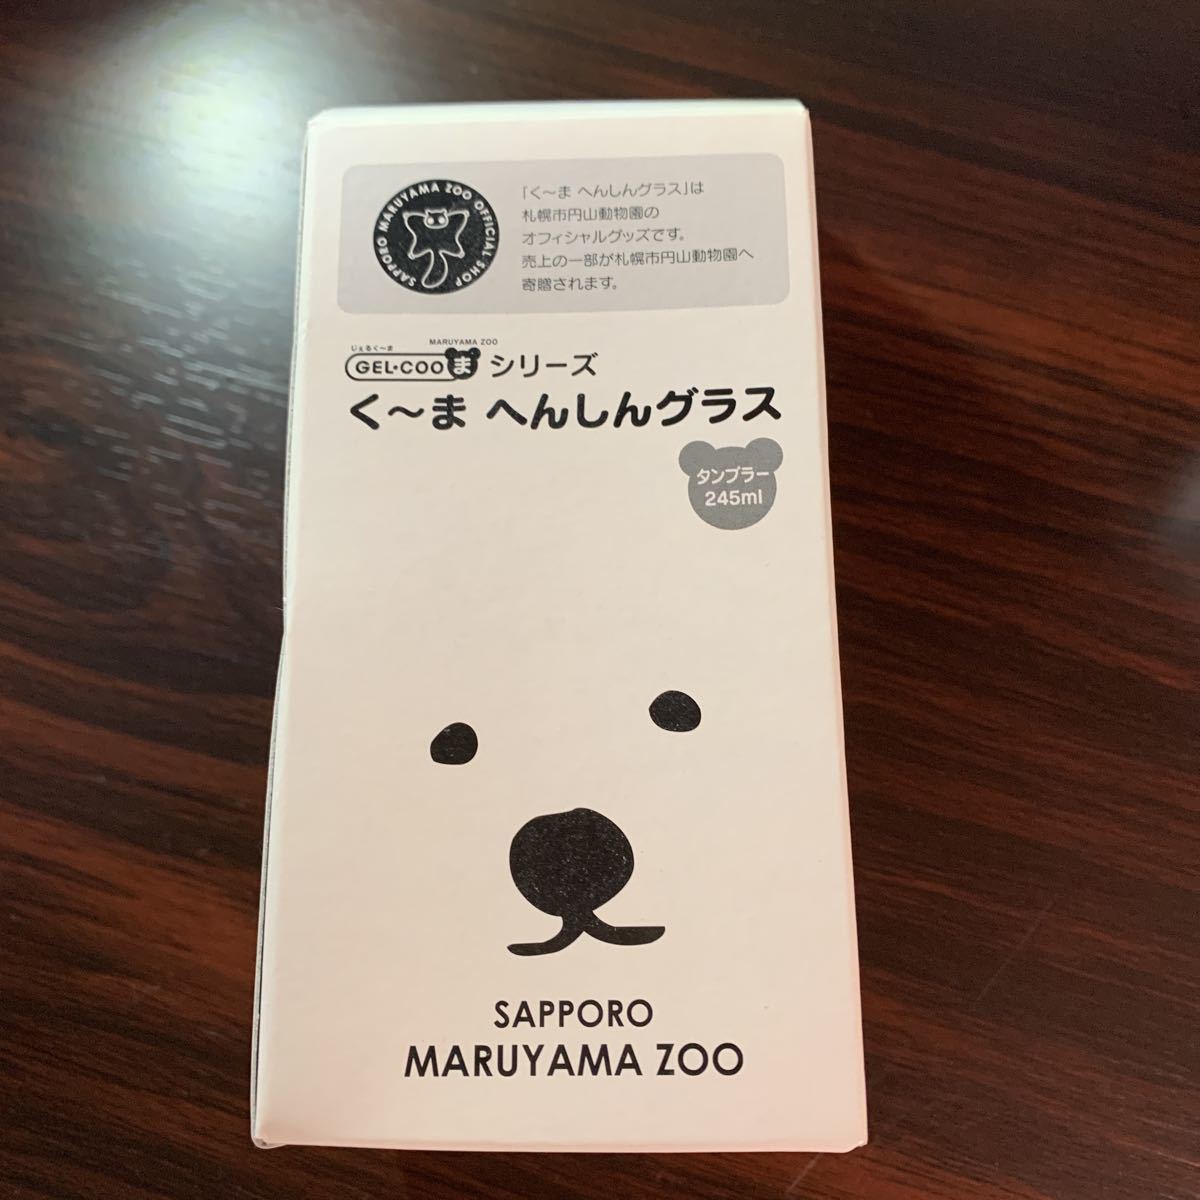 SAPPORO MARUYAMA ZOO OFFICIAL SHOP
「く〜ま へんしんグラス」は
札幌市円山動物園の
オフィシャルグッズです。
売上の一部が札幌市円山動物園へ
寄贈されます。
じぇるく〜ま MARUYAMA ZOO
GEL・COO ま シリーズ
く〜ま へんしんグラス
タンブラー
245ml
SAPPORO
MARUYAMA ZOO